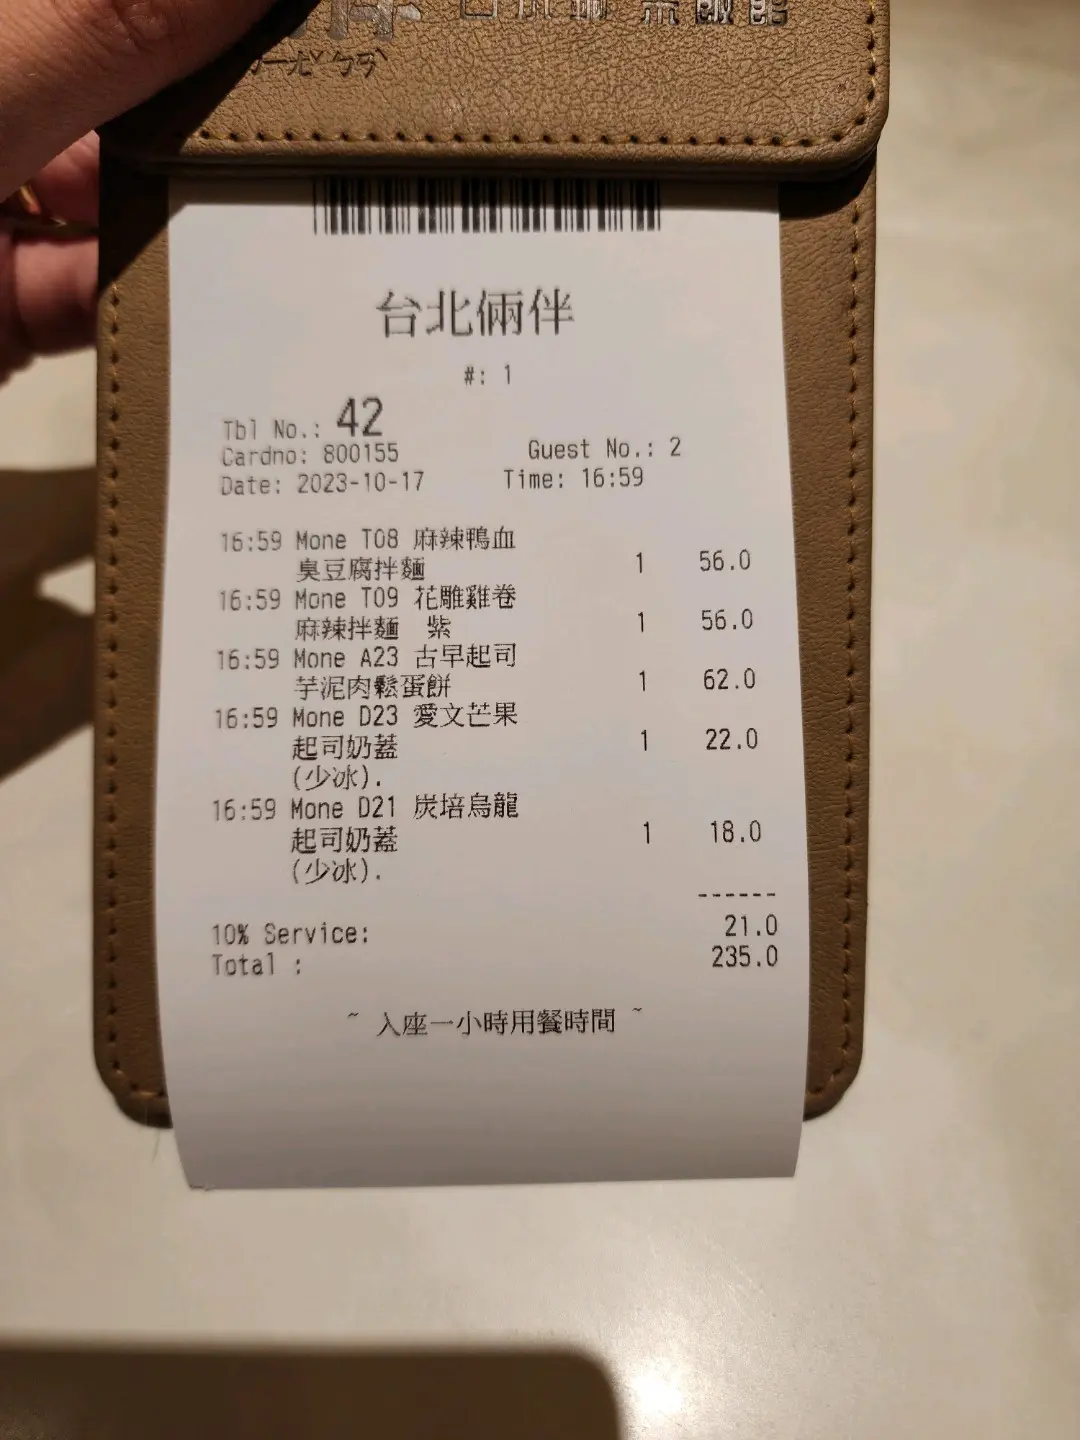 ㄅㄢˋ
台北倆伴
#: 1
Tbl No.: 42
Cardno: 800155 Guest No.: 2
Date: 2023-10-17 Time: 16:59
16:59 Mone T08 麻辣鴨血
臭豆腐拌麵 1 56.0
16:59 Mone T09 花雕雞卷
麻辣拌麵 紫 1 56.0
16:59 Mone A23 古早起司
芋泥肉鬆蛋餅 1 62.0
16:59 Mone D23 愛文芒果
起司奶蓋 1 22.0
(少冰).
16:59 Mone D21 炭培烏龍
起司奶蓋 1 18.0
(少冰).
------
10% Service: 21.0
Total : 235.0
~ 入座一小時用餐時間 ~